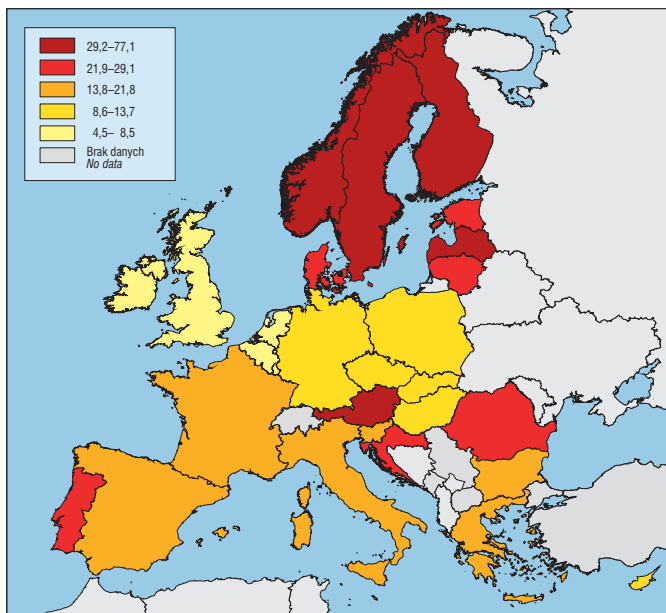 29,2–77,1
21,9–29,1
13,8–21,8
8,6–13,7
4,5– 8,5
Brak danych
No data